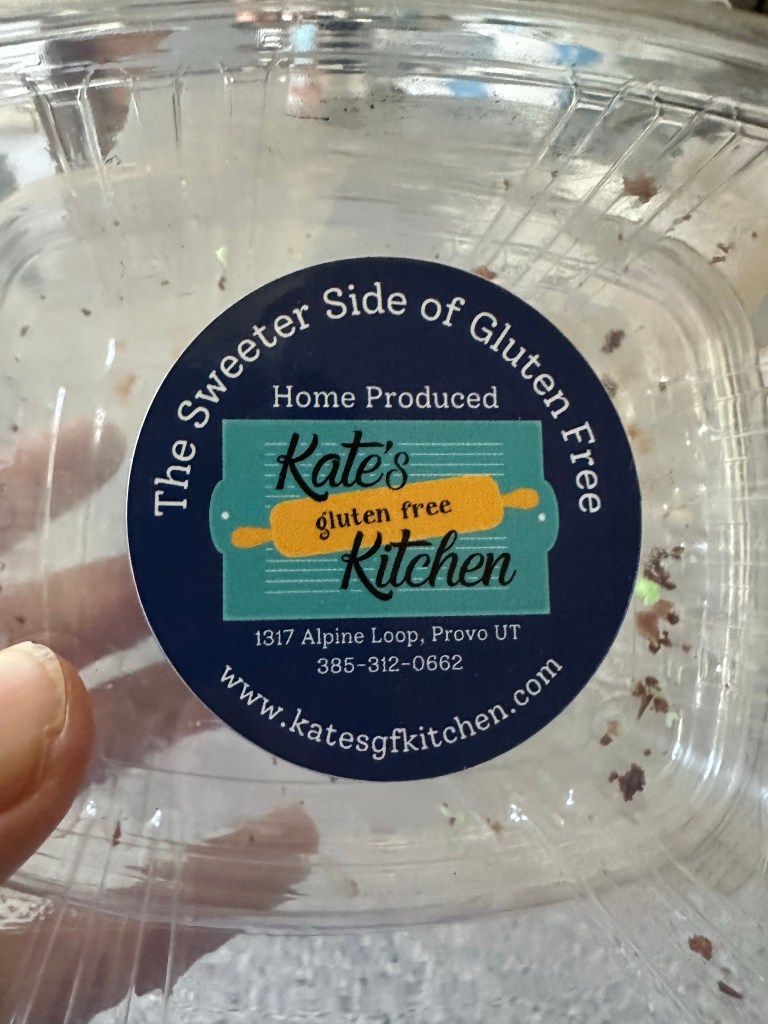 The Sweeter Side of Gluten Free
Home Produced
Kate's
gluten free
Kitchen
1317 Alpine Loop, Provo UT
385-312-0662
www.katesgfkitchen.com